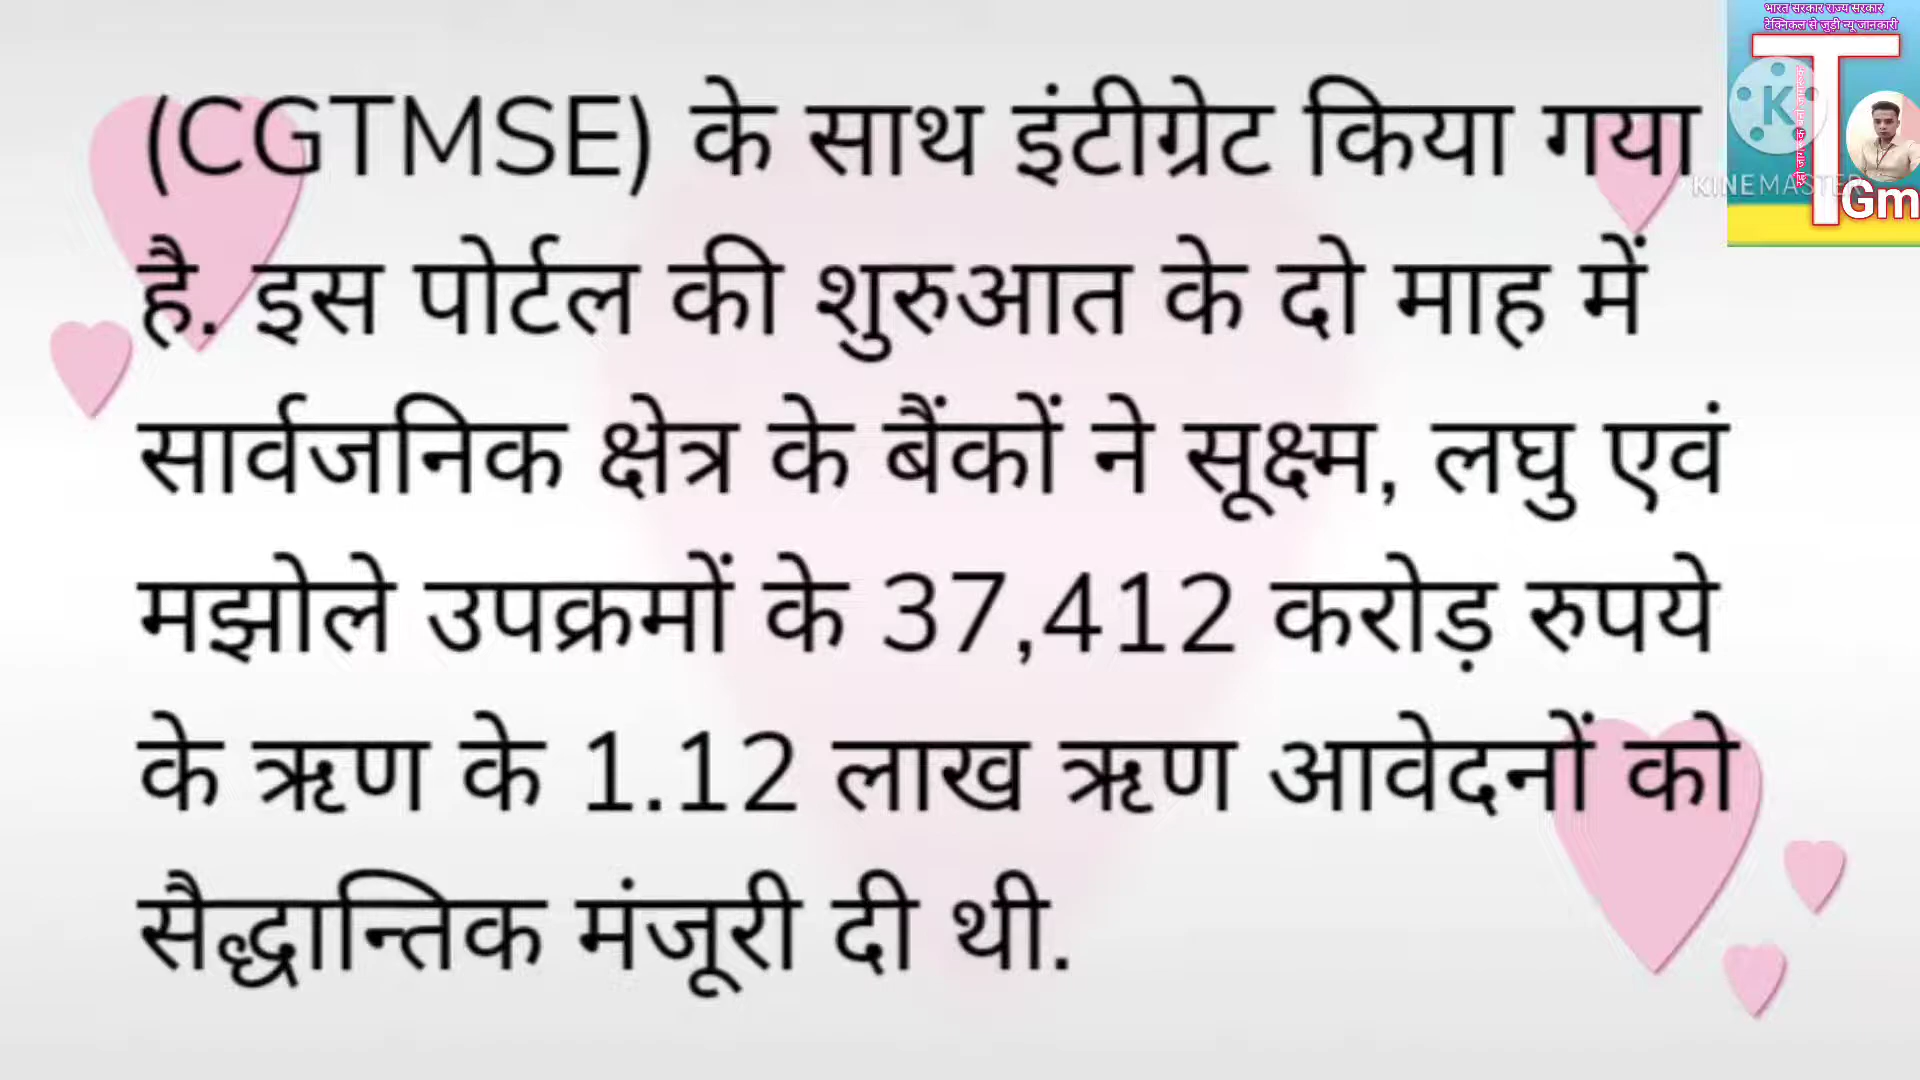 भारत सरकार राज्य सरकार
टेक्निकल से जुड़ी न्यू जानकारी
(CGTMSE) के साथ इंटीग्रेट किया गया
है. इस पोर्टल की शुरुआत के दो माह में
सार्वजनिक क्षेत्र के बैंकों ने सूक्ष्म, लघु एवं
मझोले उपक्रमों के 37,412 करोड़ रुपये
के ऋण के 1.12 लाख ऋण आवेदनों को
सैद्धान्तिक मंजूरी दी थी.
T
K
KINEMASTER
Gm